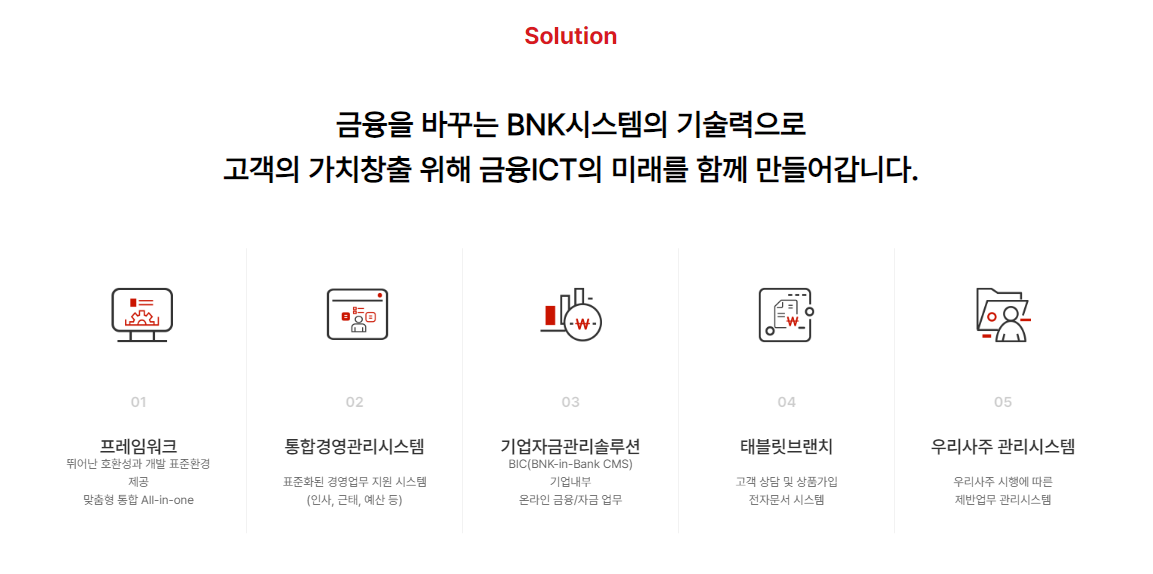 Solution
금융을 바꾸는 BNK시스템의 기술력으로
고객의 가치창출 위해 금융ICT의 미래를 함께 만들어갑니다.
01
프레임워크
뛰어난 호환성과 개발 표준환경
제공
맞춤형 통합 All-in-one
02
통합경영관리시스템
표준화된 경영업무 지원 시스템
(인사, 근태, 예산 등)
03
기업자금관리솔루션
BIC(BNK-in-Bank CMS)
기업내부
온라인 금융/자금 업무
04
태블릿브랜치
고객 상담 및 상품가입
전자문서 시스템
05
우리사주 관리시스템
우리사주 시행에 따른
제반업무 관리시스템